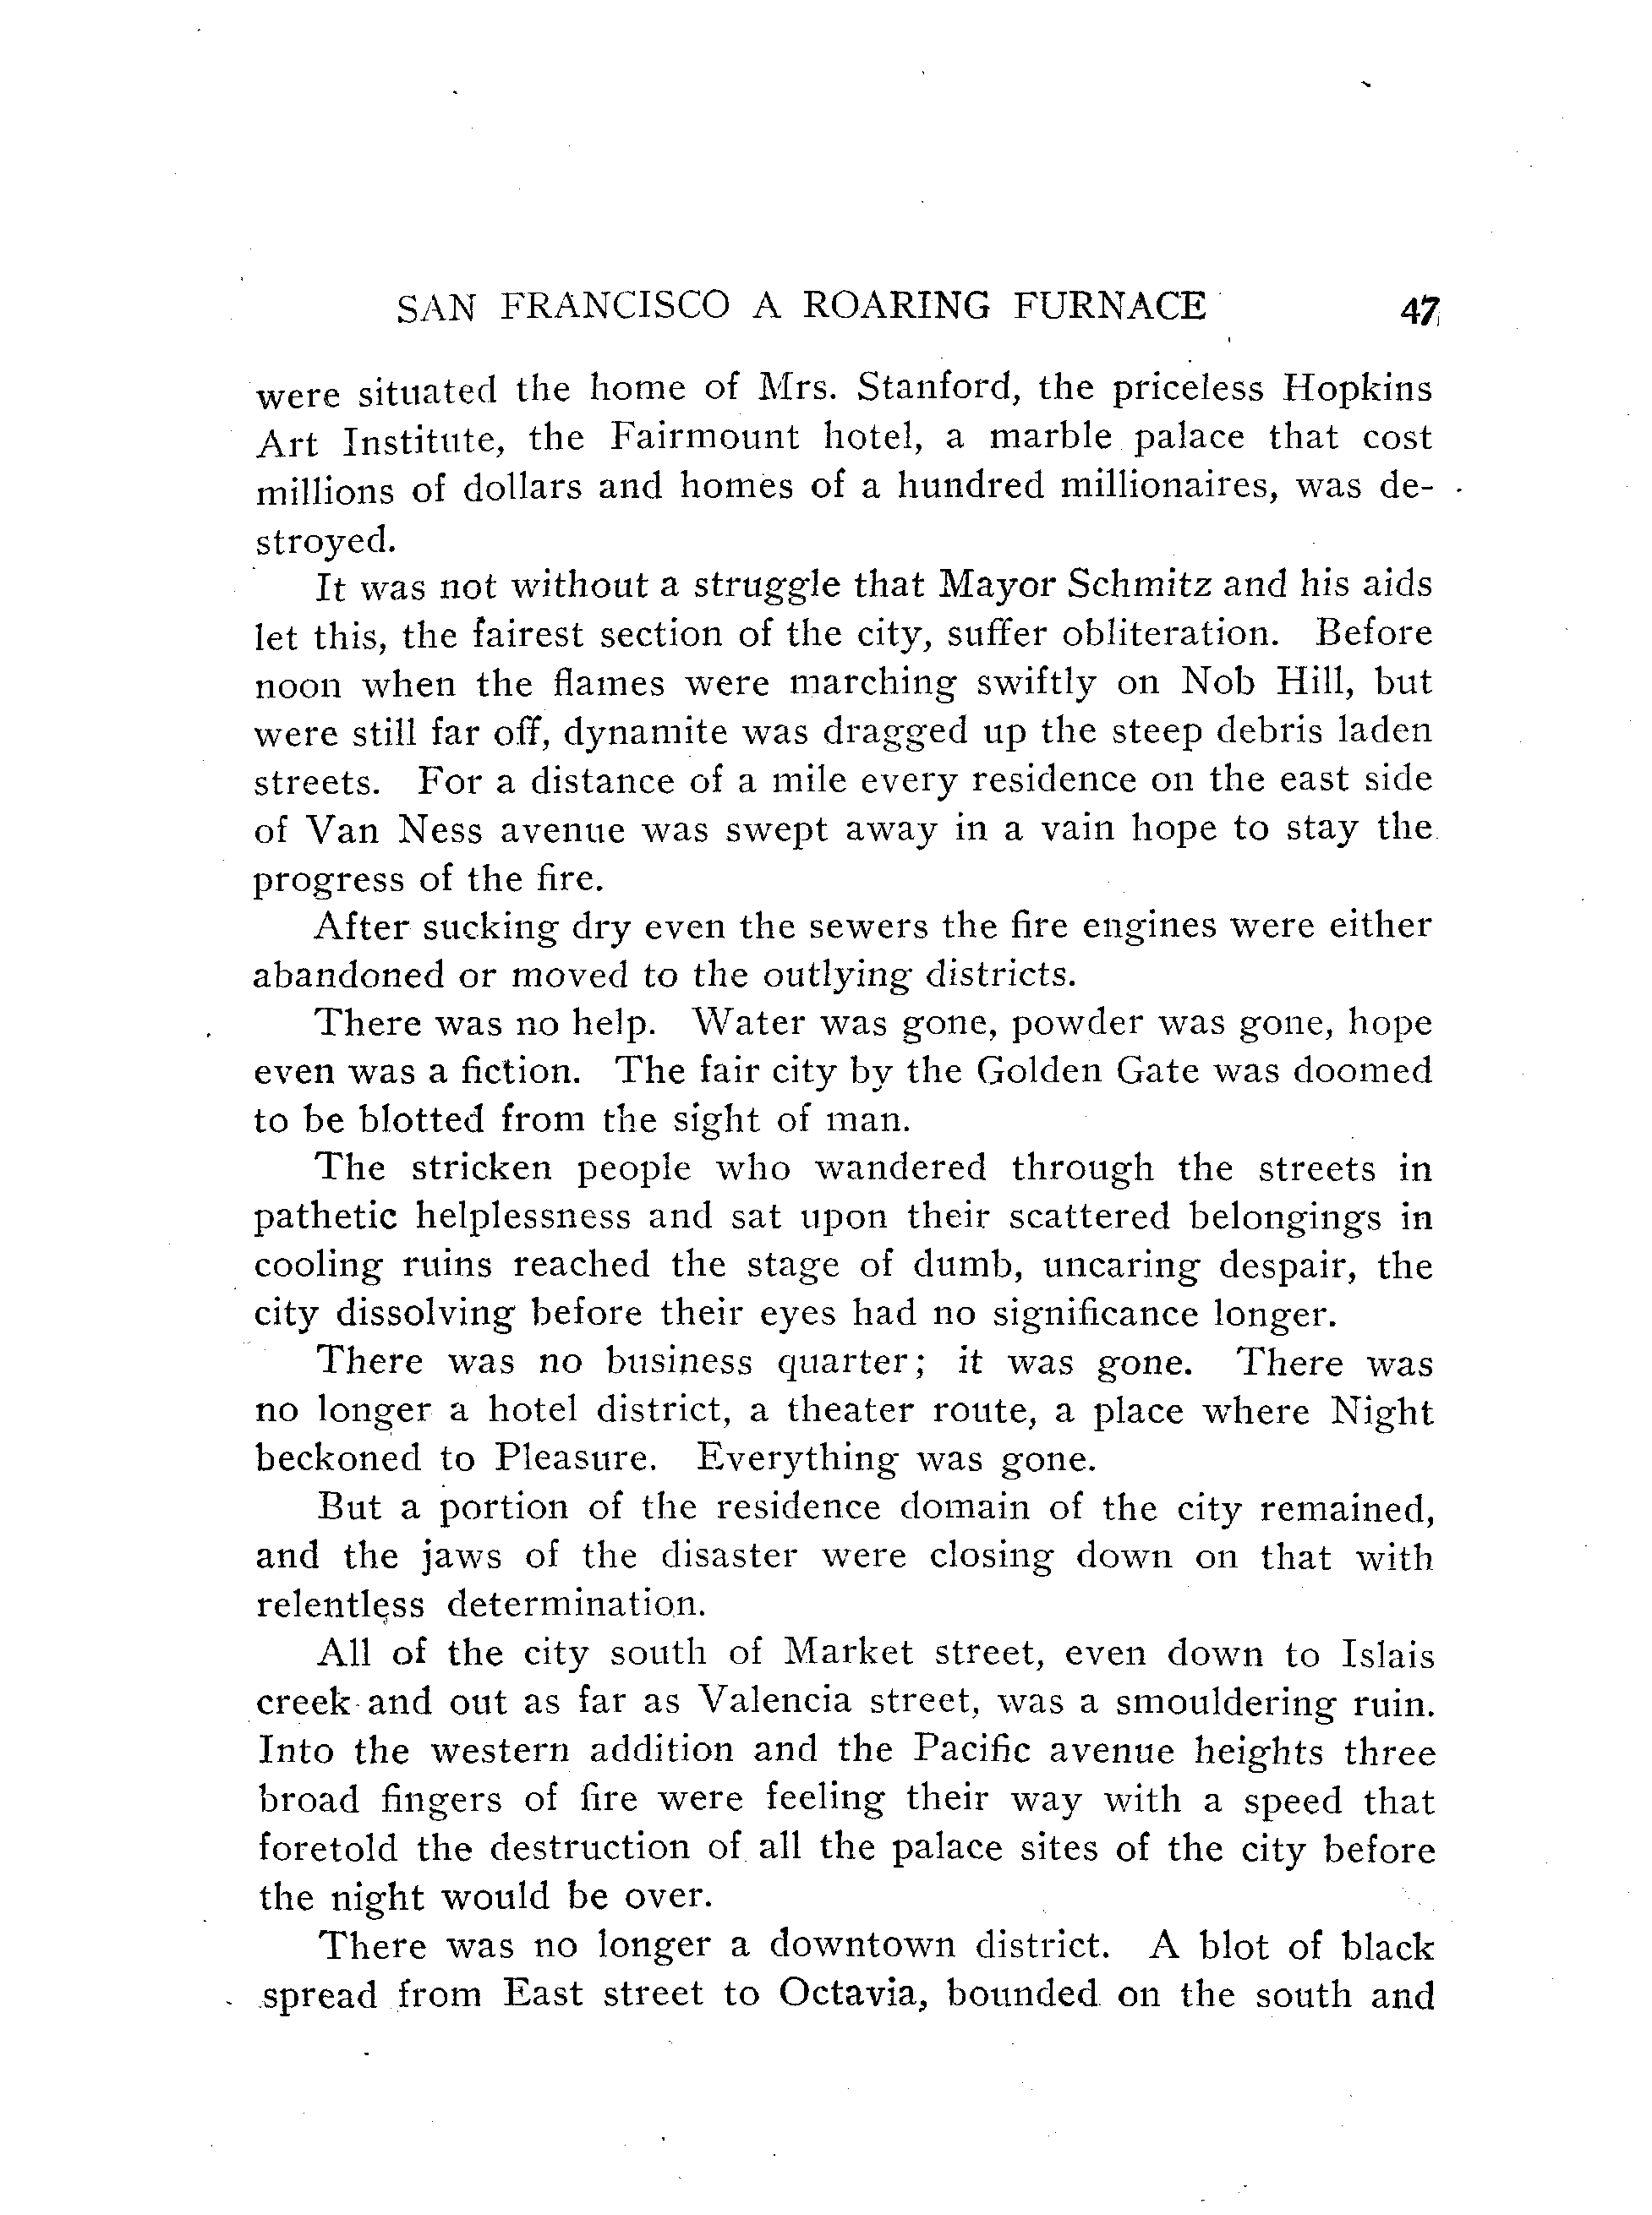 SAN FRANCISCO A ROARING FURNACE 47
were situated the home of Mrs. Stanford, the priceless Hopkins
Art Institute, the Fairmount hotel, a marble palace that cost
millions of dollars and homes of a hundred millionaires, was de-
stroyed.
It was not without a struggle that Mayor Schmitz and his aids
let this, the fairest section of the city, suffer obliteration. Before
noon when the flames were marching swiftly on Nob Hill, but
were still far off, dynamite was dragged up the steep debris laden
streets. For a distance of a mile every residence on the east side
of Van Ness avenue was swept away in a vain hope to stay the
progress of the fire.
After sucking dry even the sewers the fire engines were either
abandoned or moved to the outlying districts.
There was no help. Water was gone, powder was gone, hope
even was a fiction. The fair city by the Golden Gate was doomed
to be blotted from the sight of man.
The stricken people who wandered through the streets in
pathetic helplessness and sat upon their scattered belongings in
cooling ruins reached the stage of dumb, uncaring despair, the
city dissolving before their eyes had no significance longer.
There was no business quarter; it was gone. There was
no longer a hotel district, a theater route, a place where Night
beckoned to Pleasure. Everything was gone.
But a portion of the residence domain of the city remained,
and the jaws of the disaster were closing down on that with
relentless determination.
All of the city south of Market street, even down to Islais
creek and out as far as Valencia street, was a smouldering ruin.
Into the western addition and the Pacific avenue heights three
broad fingers of fire were feeling their way with a speed that
foretold the destruction of all the palace sites of the city before
the night would be over.
There was no longer a downtown district. A blot of black
spread from East street to Octavia, bounded on the south and